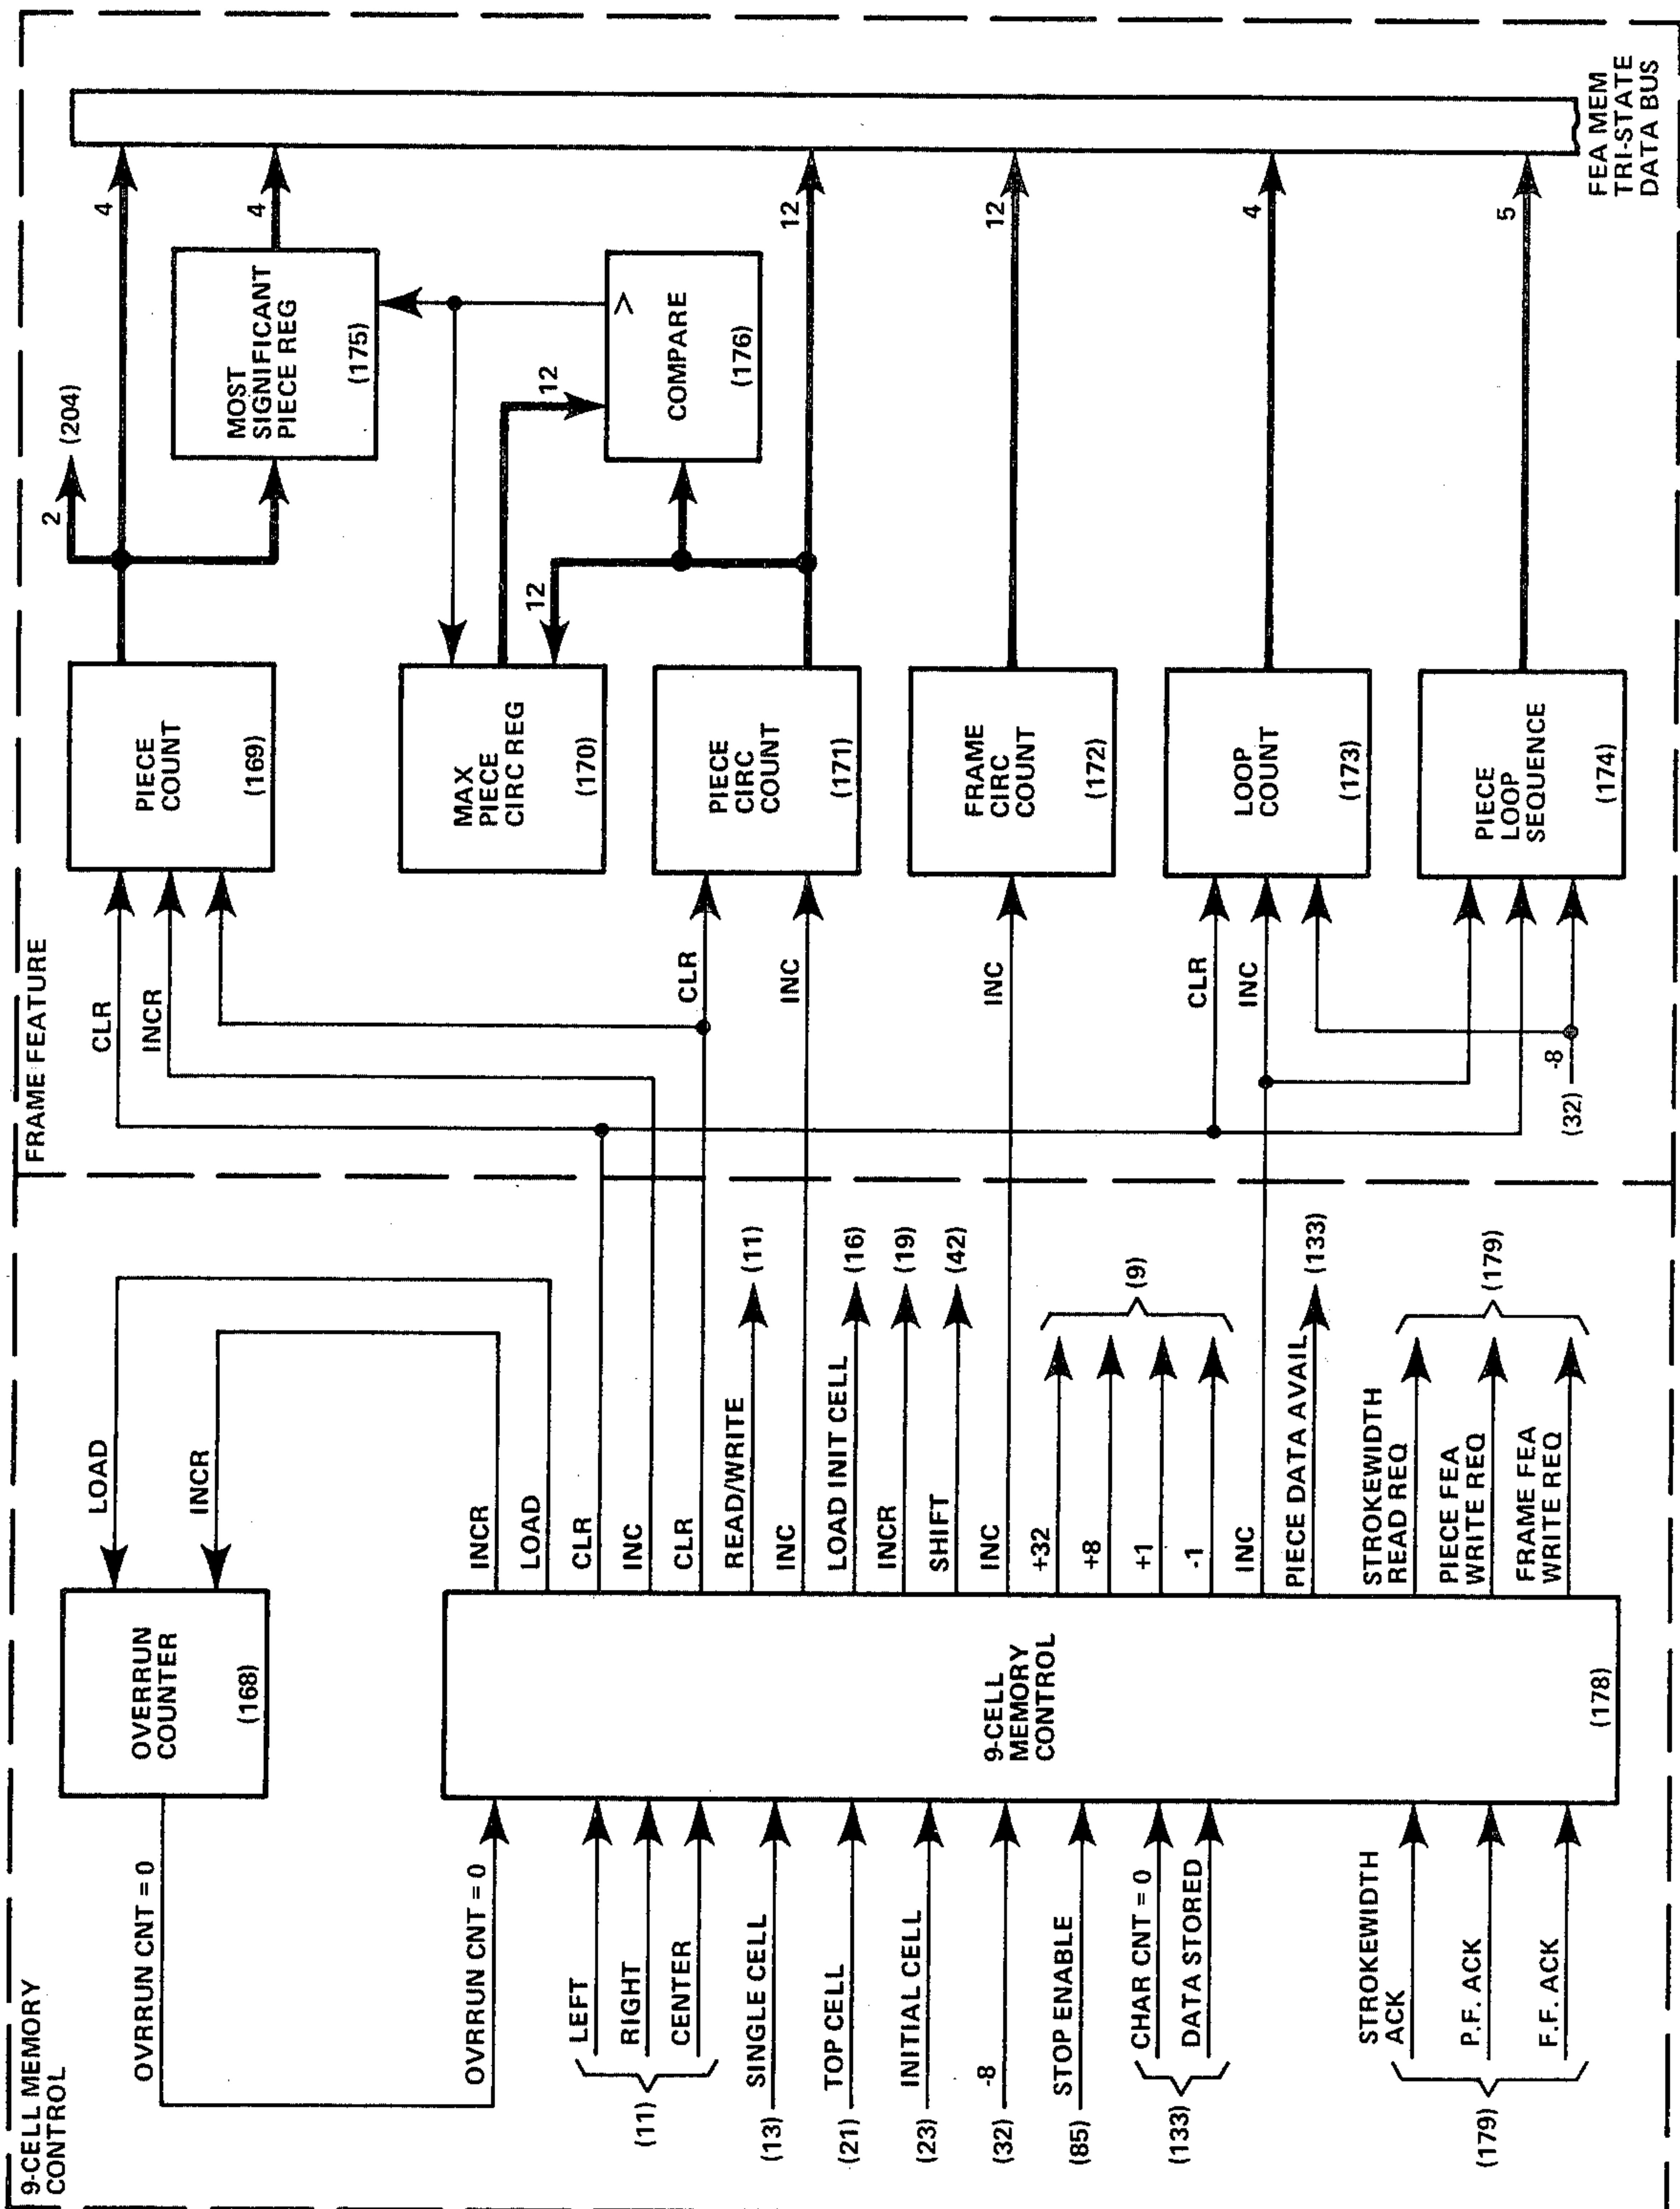 9-CELL MEMORY
CONTROL
OVERRUN
COUNTER
(168)
OVRRUN CNT = 0
LOAD
INCR
OVRRUN CNT = 0
LEFT
RIGHT
CENTER
(11)
SINGLE CELL
(13)
TOP CELL
(21)
INITIAL CELL
(23)
-8
(32)
STOP ENABLE
(85)
CHAR CNT = 0
DATA STORED
(133)
STROKEWIDTH
ACK
P.F. ACK
F.F. ACK
(179)
9-CELL
MEMORY
CONTROL
(178)
INCR
LOAD
CLR
INC
CLR
READ/WRITE
(11)
INC
LOAD INIT CELL
(16)
INCR
(19)
SHIFT
(42)
INC
+32
+8
+1
-1
(9)
INC
PIECE DATA AVAIL
(133)
STROKEWIDTH
READ REQ
PIECE FEA
WRITE REQ
FRAME FEA
WRITE REQ
(179)
FRAME FEATURE
CLR
INCR
CLR
INC
INC
CLR
INC
-8
(32)
PIECE
COUNT
(169)
MAX
PIECE
CIRC REG
(170)
PIECE
CIRC
COUNT
(171)
FRAME
CIRC
COUNT
(172)
LOOP
COUNT
(173)
PIECE
LOOP
SEQUENCE
(174)
2
(204)
4
MOST
SIGNIFICANT
PIECE REG
(175)
4
12
12
COMPARE
>
(176)
12
12
4
5
FEA MEM
TRI-STATE
DATA BUS